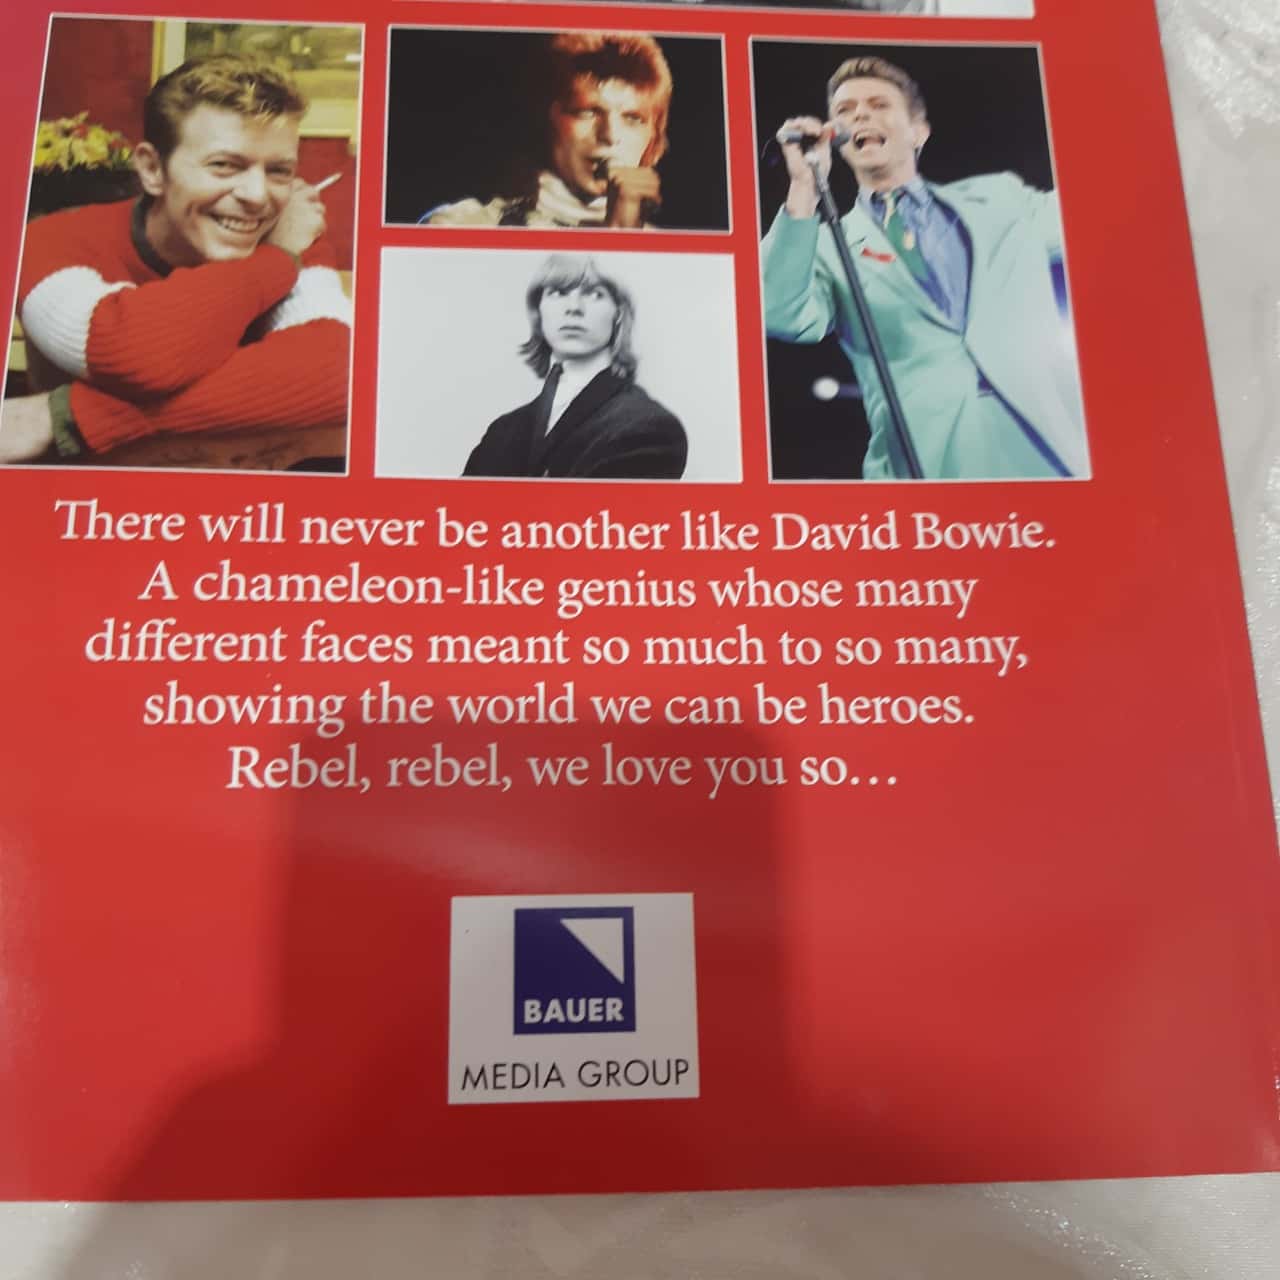 There will never be another like David Bowie.
A chameleon-like genius whose many
different faces meant so much to so many,
showing the world we can be heroes.
Rebel, rebel, we love you so...
BAUER
MEDIA GROUP